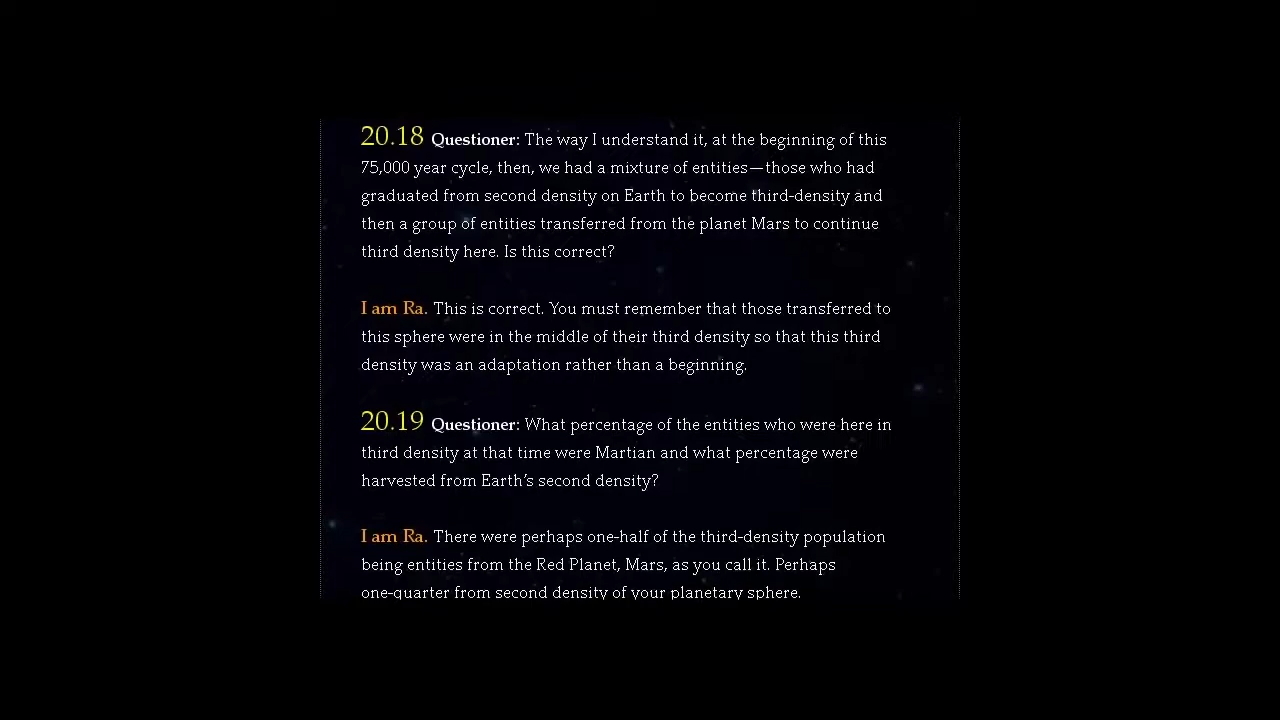 20.18 Questioner: The way I understand it, at the beginning of this
75,000 year cycle, then, we had a mixture of entities—those who had
graduated from second density on Earth to become third-density and
then a group of entities transferred from the planet Mars to continue
third density here. Is this correct?
I am Ra. This is correct. You must remember that those transferred to
this sphere were in the middle of their third density so that this third
density was an adaptation rather than a beginning.
20.19 Questioner: What percentage of the entities who were here in
third density at that time were Martian and what percentage were
harvested from Earth’s second density?
I am Ra. There were perhaps one-half of the third-density population
being entities from the Red Planet, Mars, as you call it. Perhaps
one-quarter from second density of your planetary sphere.